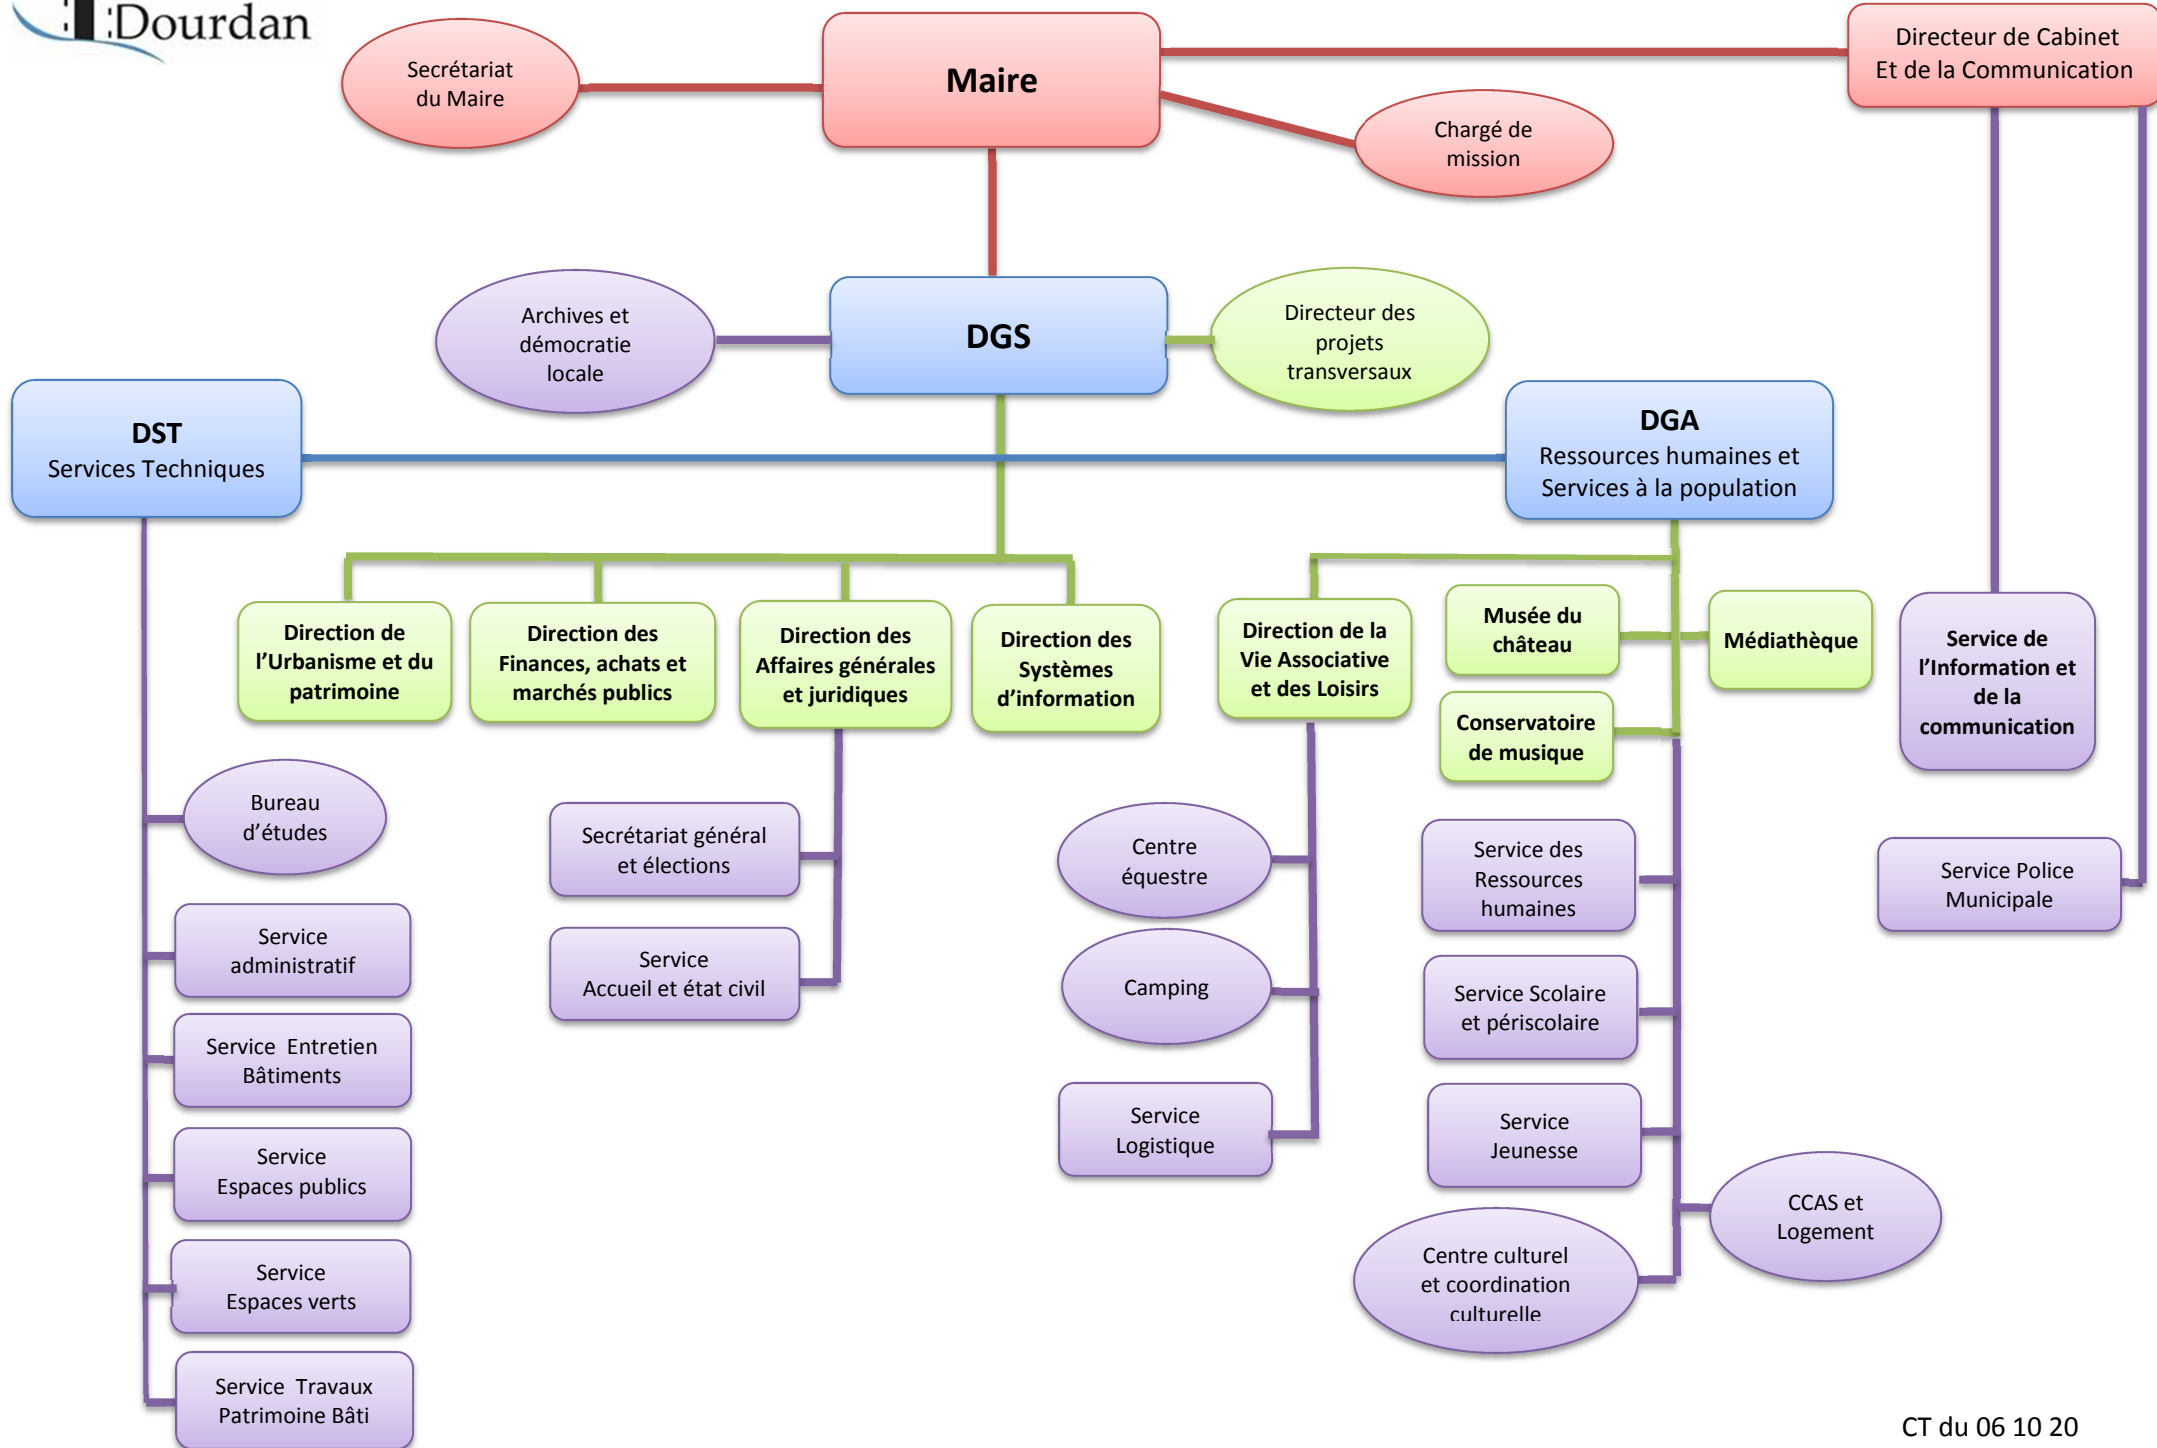 Dourdan
Secrétariat
du Maire
Maire
Directeur de Cabinet
Et de la Communication
Chargé de
mission
Archives et
démocratie
locale
DGS
Directeur des
projets
transversaux
DST
Services Techniques
DGA
Ressources humaines et
Services à la population
Direction de
l’Urbanisme et du
patrimoine
Direction des
Finances, achats et
marchés publics
Direction des
Affaires générales
et juridiques
Direction des
Systèmes
d’information
Direction de la
Vie Associative
et des Loisirs
Musée du
château
Médiathèque
Conservatoire
de musique
Service de
l’Information et
de la
communication
Bureau
d’études
Service
administratif
Service  Entretien
Bâtiments
Service
Espaces publics
Service
Espaces verts
Service  Travaux
Patrimoine Bâti
Secrétariat général
et élections
Service
Accueil et état civil
Centre
équestre
Camping
Service
Logistique
Service des
Ressources
humaines
Service Scolaire
et périscolaire
Service
Jeunesse
Centre culturel
et coordination
culturelle
CCAS et
Logement
Service Police
Municipale
CT du 06 10 20